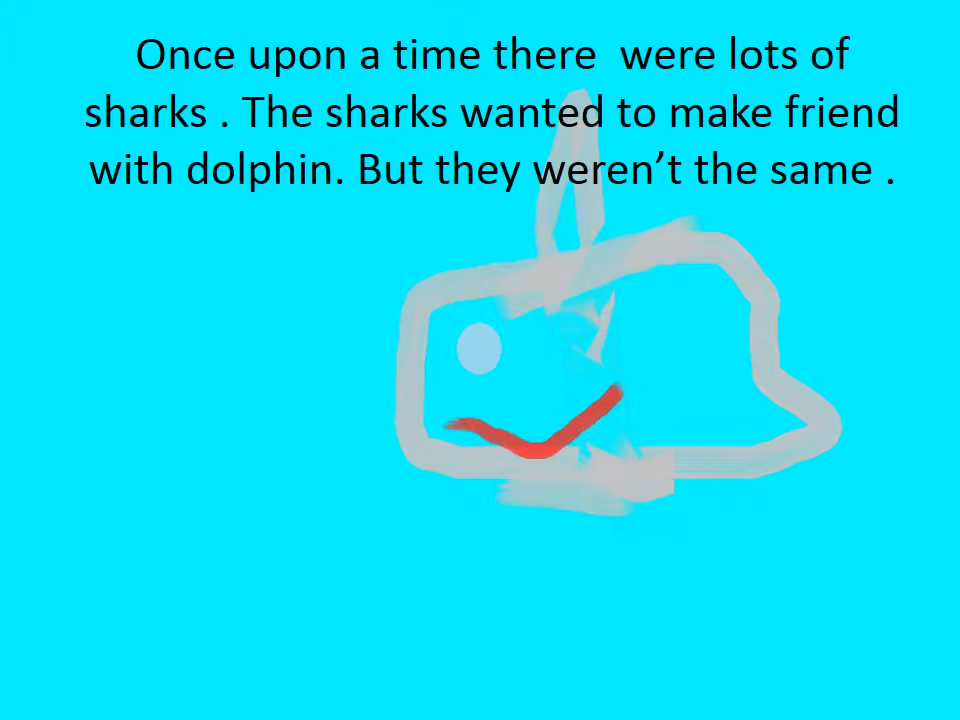 Once upon a time there  were lots of
sharks . The sharks wanted to make friend
with dolphin. But they weren’t the same .